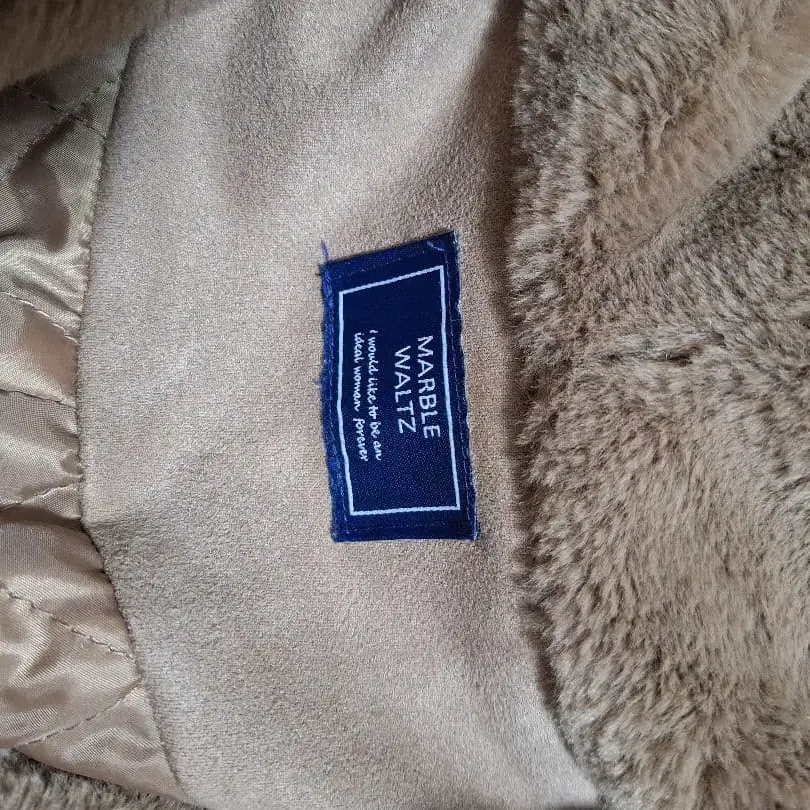 MARBLE
WALTZ
I would like to be an
ideal woman forever